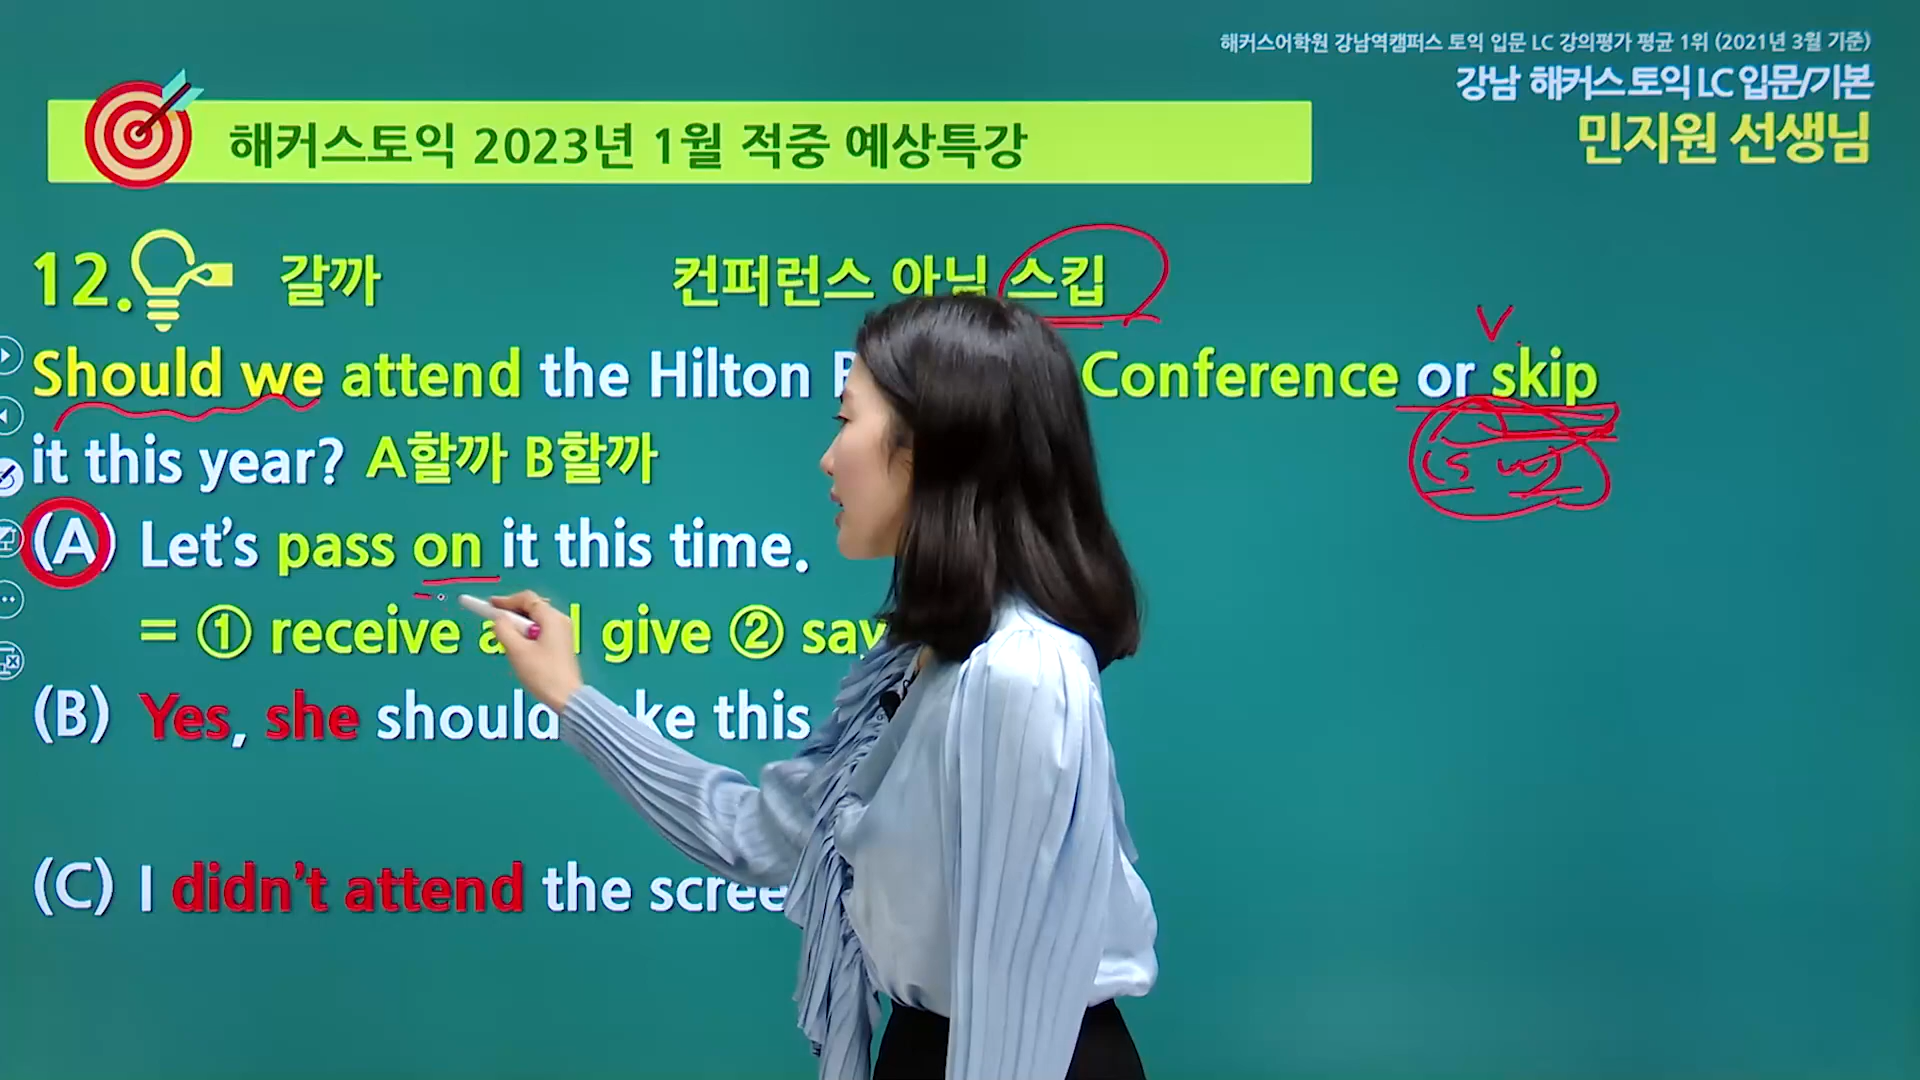 해커스어학원 강남역캠퍼스 토익 입문 LC 강의평가 평균 1위 (2021년 3월 기준)
강남 해커스 토익 LC 입문/기본
민지원 선생님
해커스토익 2023년 1월 적중 예상특강
12. 갈까 컨퍼런스 아님 스킵
Should we attend the Hilton Conference or skip
it this year? A할까 B할까
(A) Let's pass on it this time.
= ① receive and give ②
(B) Yes, she should this
(C) I didn't attend the